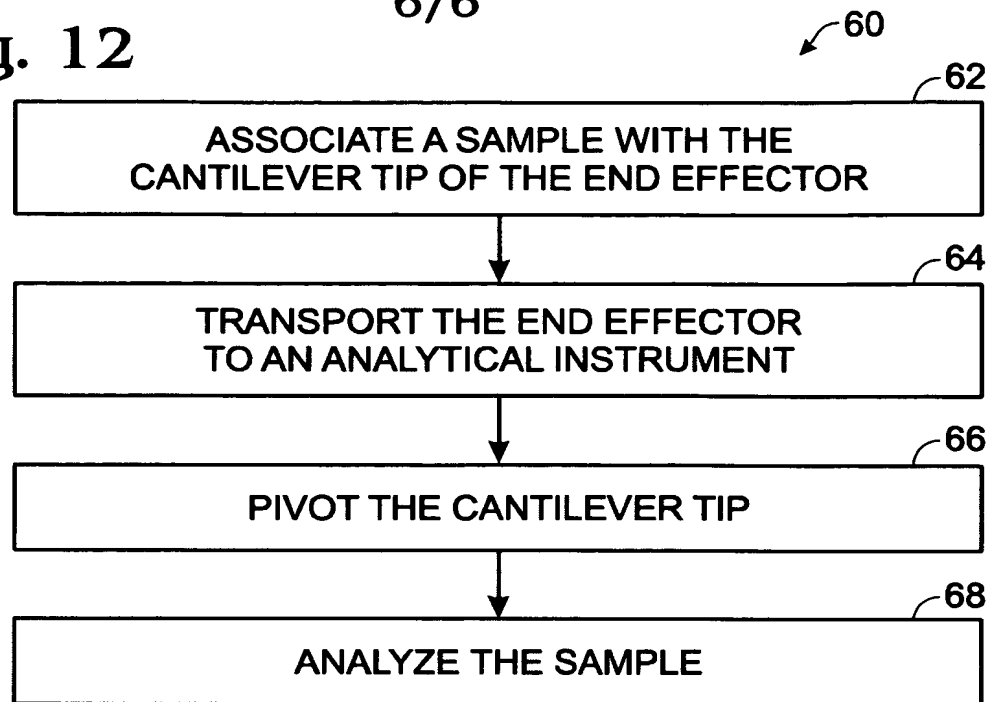 6/6
. 12
60
62
ASSOCIATE A SAMPLE WITH THE
CANTILEVER TIP OF THE END EFFECTOR
64
TRANSPORT THE END EFFECTOR
TO AN ANALYTICAL INSTRUMENT
66
PIVOT THE CANTILEVER TIP
68
ANALYZE THE SAMPLE